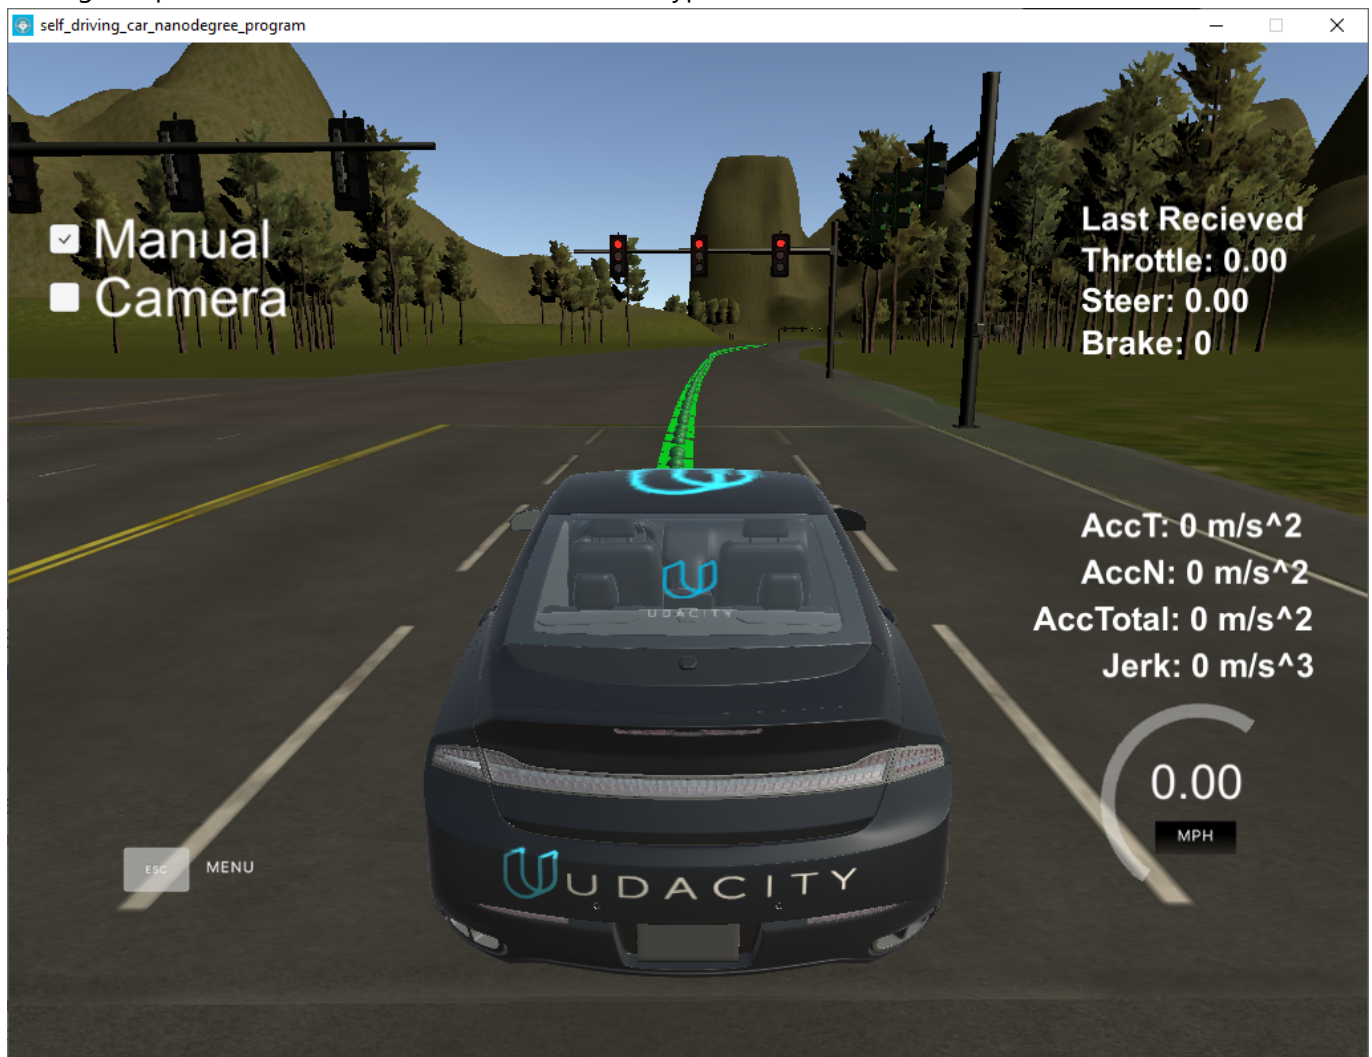 self_driving_car_nanodegree_program
Manual
Camera
Last Recieved
Throttle: 0.00
Steer: 0.00
Brake: 0
AccT: 0 m/s^2
AccN: 0 m/s^2
AccTotal: 0 m/s^2
Jerk: 0 m/s^3
0.00
MPH
UDACITY
ESC MENU
UDACITY